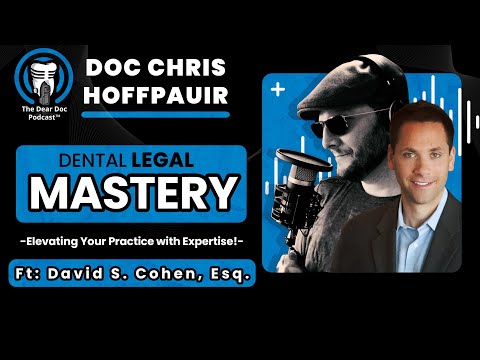 The Dear Doc
Podcast™
DOC CHRIS
HOFFPAUIR
DENTAL LEGAL
MASTERY
-Elevating Your Practice with Expertise!-
Ft: David S. Cohen, Esq.